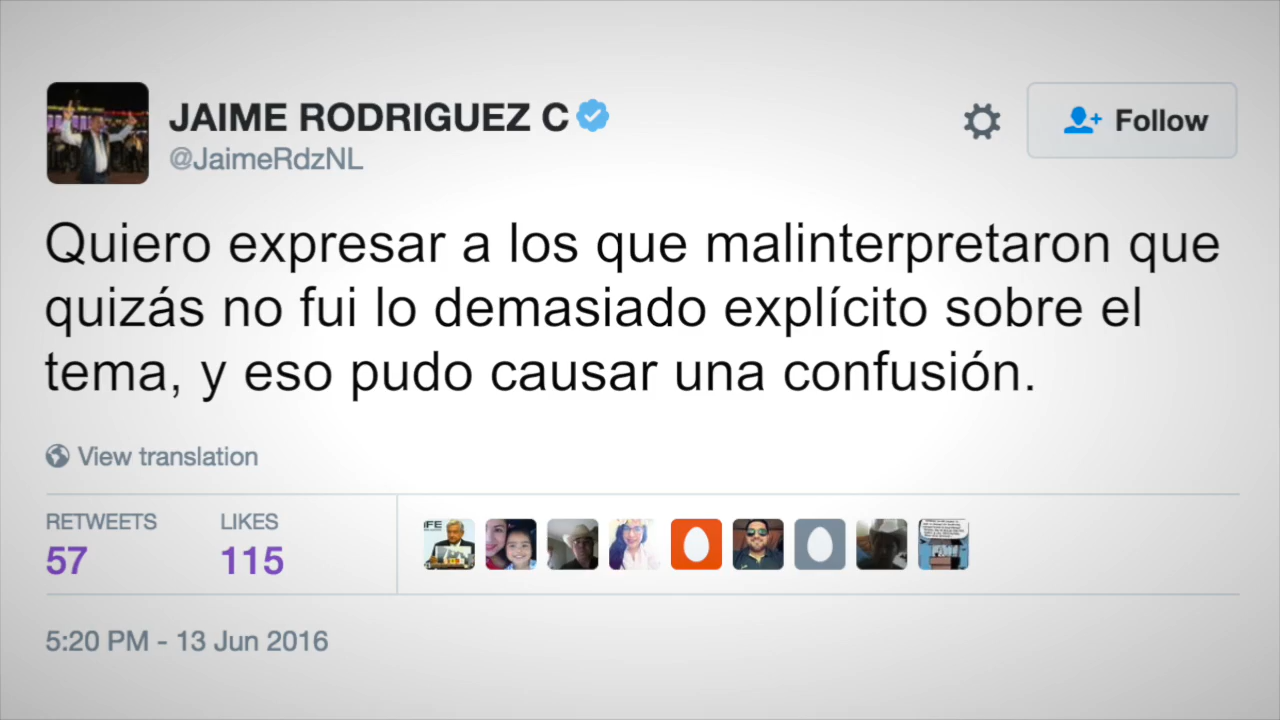 JAIME RODRIGUEZ C
@JaimeRdzNL
Follow
Quiero expresar a los que malinterpretaron que
quizás no fui lo demasiado explícito sobre el
tema, y eso pudo causar una confusión.
View translation
RETWEETS LIKES
57 115
IFE
5:20 PM - 13 Jun 2016